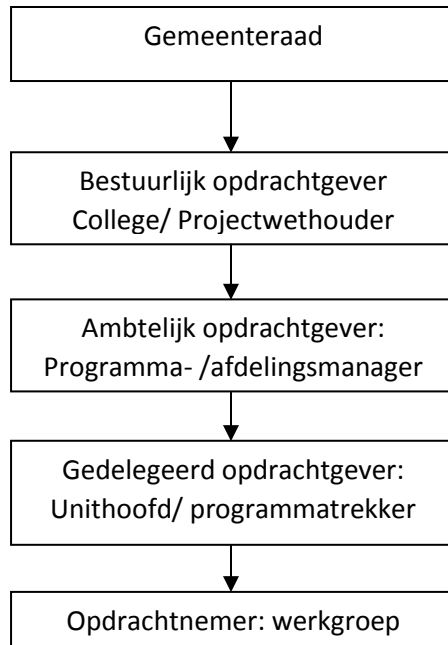 Gemeenteraad
Bestuurlijk opdrachtgever
College/ Projectwethouder
Ambtelijk opdrachtgever:
Programma- /afdelingsmanager
Gedelegeerd opdrachtgever:
Unithoofd/ programmatrekker
Opdrachtnemer: werkgroep